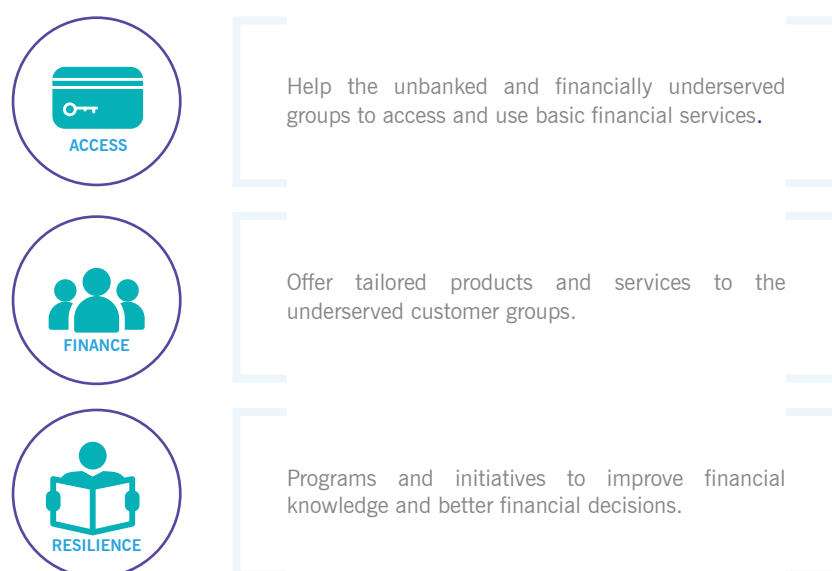 ACCESS
Help the unbanked and financially underserved
groups to access and use basic financial services.
FINANCE
Offer tailored products and services to the
underserved customer groups.
RESILIENCE
Programs and initiatives to improve financial
knowledge and better financial decisions.